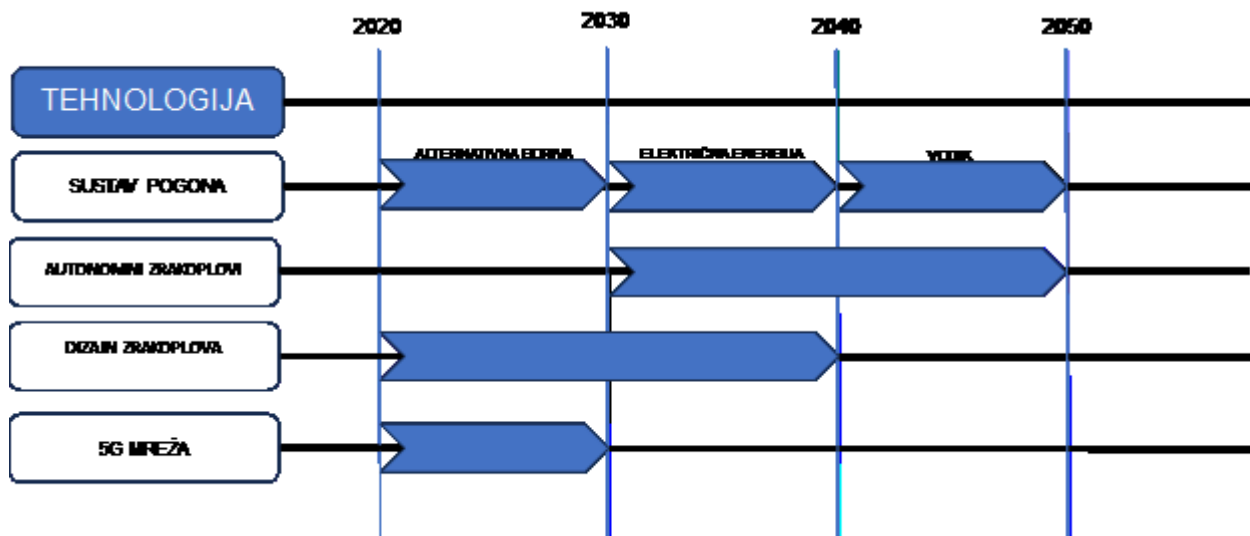 2020 2030 2040 2050
TEHNOLOGIJA
ALTERNATIVNA GORIVA ELEKTRIČNA ENERGIJA VODIK
SUSTAV POGONA
AUTONOMNI ZRAKOPLOVI
DIZAJN ZRAKOPLOVA
5G MREŽA